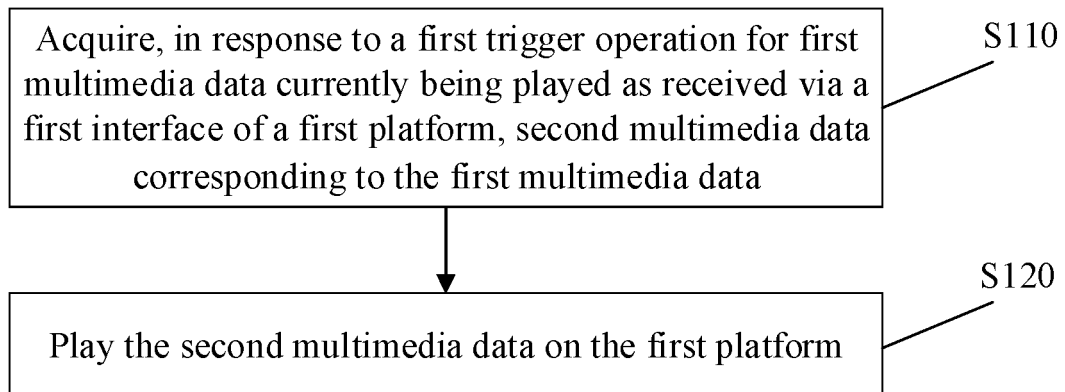 Acquire, in response to a first trigger operation for first
multimedia data currently being played as received via a
first interface of a first platform, second multimedia data
corresponding to the first multimedia data
S110
Play the second multimedia data on the first platform
S120